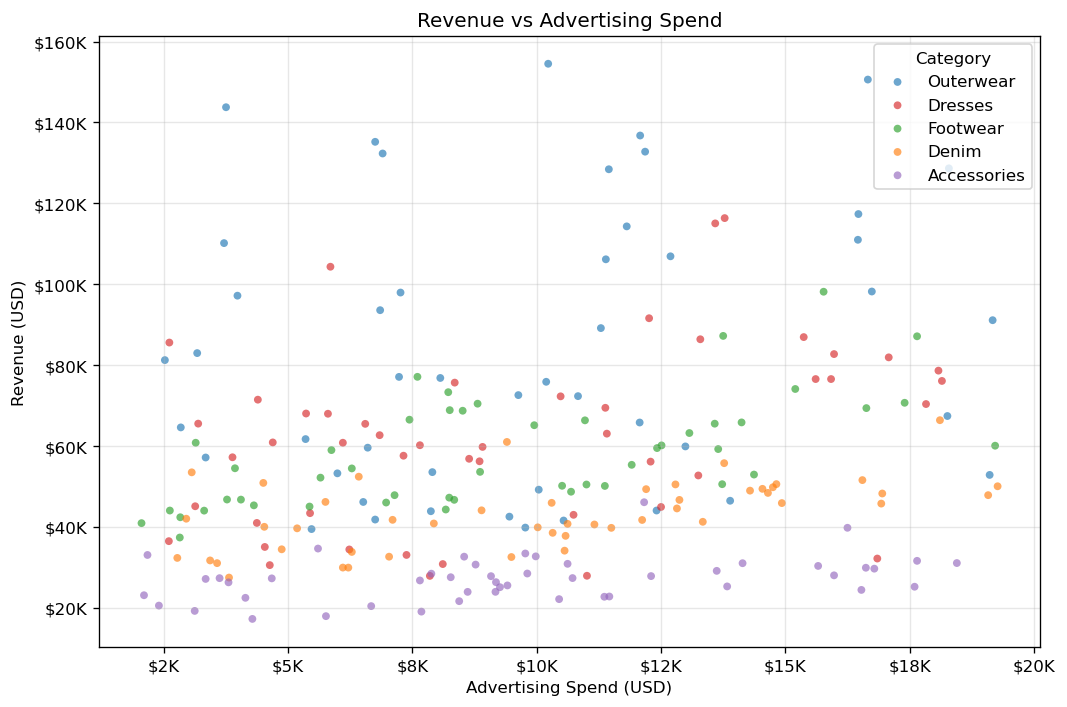 Revenue vs Advertising Spend
$160K
$140K
$120K
$100K
$80K
$60K
$40K
$20K
Revenue (USD)
Category
Outerwear
Dresses
Footwear
Denim
Accessories
$2K
$5K
$8K
$10K
$12K
$15K
$18K
$20K
Advertising Spend (USD)